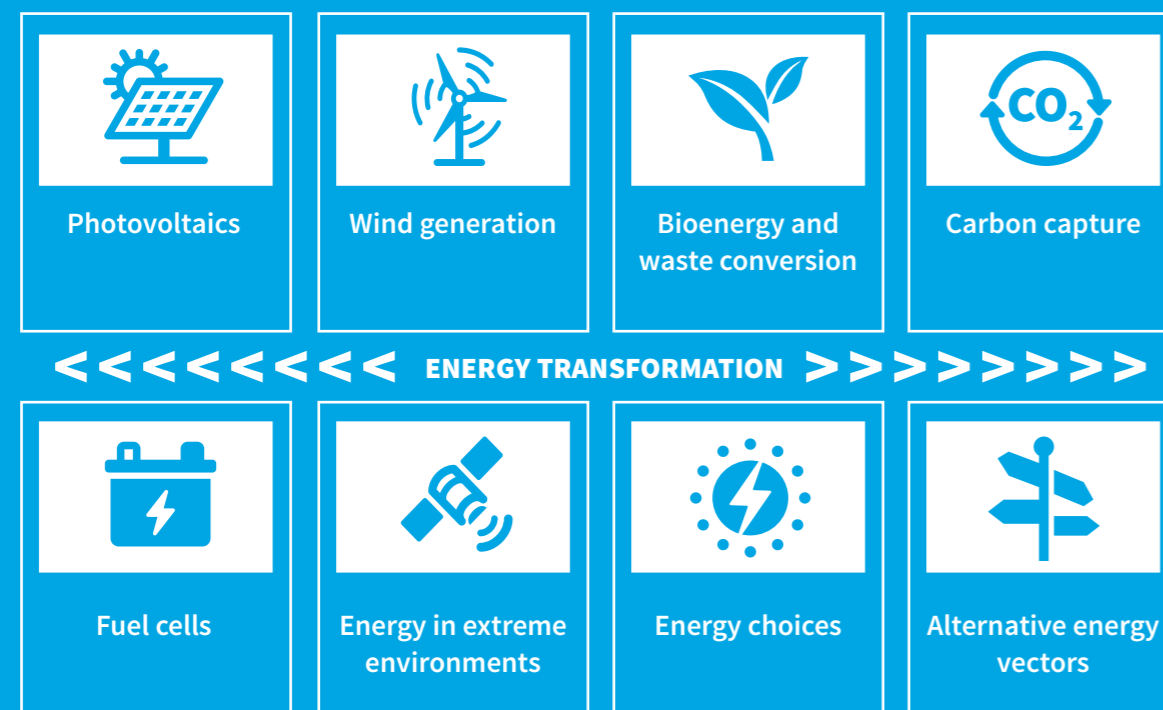 CO₂
Photovoltaics
Wind generation
Bioenergy and
waste conversion
Carbon capture
<<<<<<<< ENERGY TRANSFORMATION >>>>>>>>
Fuel cells
Energy in extreme
environments
Energy choices
Alternative energy
vectors